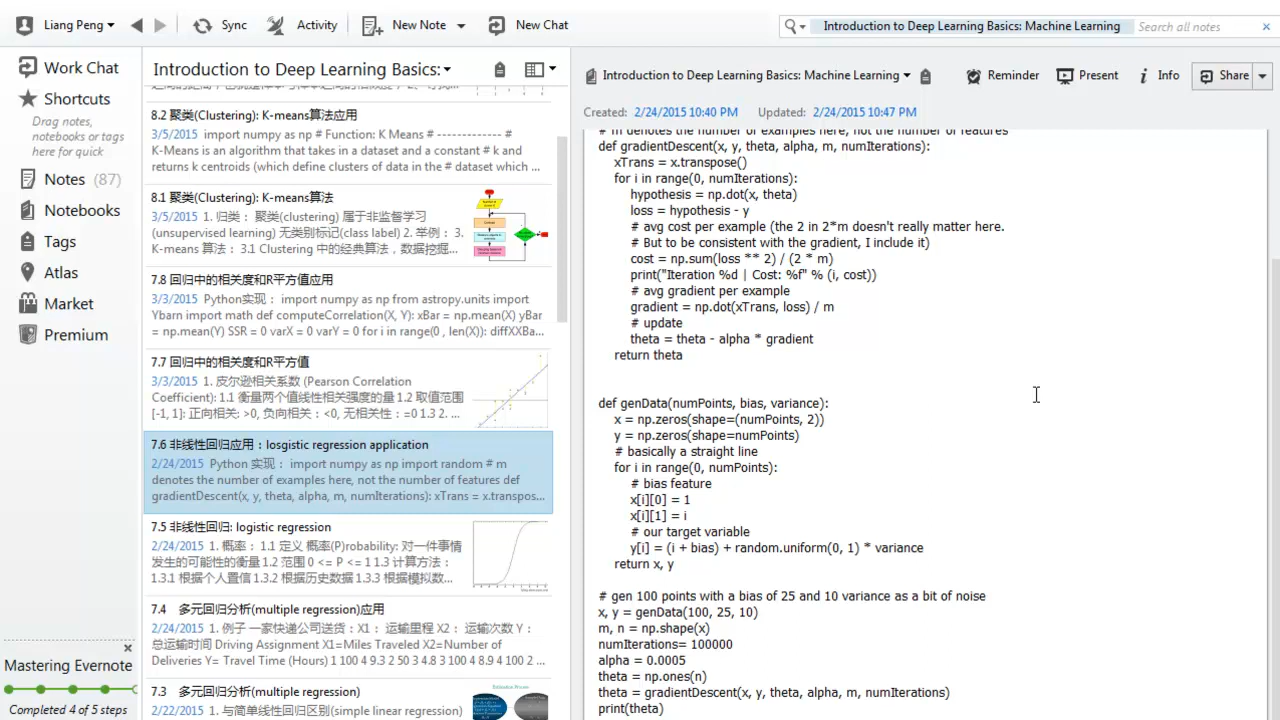 Liang Peng
Sync
Activity
New Note
New Chat
Introduction to Deep Learning Basics: Machine Learning
Search all notes
Work Chat
Shortcuts
Drag notes,
notebooks or tags
here for quick
Notes (87)
Notebooks
Tags
Atlas
Market
Premium
Mastering Evernote
Completed 4 of 5 steps
Introduction to Deep Learning Basics:
8.2 聚类(Clustering): K-means算法应用
3/5/2015 import numpy as np # Function: K Means # ------------- #
K-Means is an algorithm that takes in a dataset and a constant # k and
returns k centroids (which define clusters of data in the # dataset which ...
8.1 聚类(Clustering): K-means算法
3/5/2015 1. 归类： 聚类(clustering) 属于非监督学习
(unsupervised learning) 无类别标记(class label) 2. 举例： 3.
K-means 算法： 3.1 Clustering 中的经典算法，数据挖掘...
7.8 回归中的相关度和R平方值应用
3/3/2015 Python实现： import numpy as np from astropy.units import
Ybarn import math def computeCorrelation(X, Y): xBar = np.mean(X) yBar
= np.mean(Y) SSR = 0 varX = 0 varY = 0 for i in range(0 , len(X)): diffXXBa...
7.7 回归中的相关度和R平方值
3/3/2015 1. 皮尔逊相关系数 (Pearson Correlation
Coefficient): 1.1 衡量两个值线性相关强度的量 1.2 取值范围
[-1, 1]: 正向相关: >0, 负向相关：<0, 无相关性：=0 1.3 2. ...
7.6 非线性回归应用：losgistic regression application
2/24/2015 Python 实现： import numpy as np import random # m
denotes the number of examples here, not the number of features def
gradientDescent(x, y, theta, alpha, m, numIterations): xTrans = x.transpos...
7.5 非线性回归: logistic regression
2/24/2015 1. 概率： 1.1 定义 概率(P)robability: 对一件事情
发生的可能性的衡量 1.2 范围 0 <= P <= 1 1.3 计算方法：
1.3.1 根据个人置信 1.3.2 根据历史数据 1.3.3 根据模拟数...
7.4 多元回归分析(multiple regression)应用
2/24/2015 1. 例子 一家快递公司送货：X1： 运输里程 X2： 运输次数 Y：
总运输时间 Driving Assignment X1=Miles Traveled X2=Number of
Deliveries Y= Travel Time (Hours) 1 100 4 9.3 2 50 3 4.8 3 100 4 8.9 4 100 2 ...
7.3 多元回归分析(multiple regression)
2/22/2015 1. 与简单线性回归区别(simple linear regression)
Introduction to Deep Learning Basics: Machine Learning
Reminder
Present
Info
Share
Created: 2/24/2015 10:40 PM Updated: 2/24/2015 10:47 PM
# m denotes the number of examples here, not the number of features
def gradientDescent(x, y, theta, alpha, m, numIterations):
xTrans = x.transpose()
for i in range(0, numIterations):
hypothesis = np.dot(x, theta)
loss = hypothesis - y
# avg cost per example (the 2 in 2*m doesn't really matter here.
# But to be consistent with the gradient, I include it)
cost = np.sum(loss ** 2) / (2 * m)
print("Iteration %d | Cost: %f" % (i, cost))
# avg gradient per example
gradient = np.dot(xTrans, loss) / m
# update
theta = theta - alpha * gradient
return theta
def genData(numPoints, bias, variance):
x = np.zeros(shape=(numPoints, 2))
y = np.zeros(shape=numPoints)
# basically a straight line
for i in range(0, numPoints):
# bias feature
x[i][0] = 1
x[i][1] = i
# our target variable
y[i] = (i + bias) + random.uniform(0, 1) * variance
return x, y
# gen 100 points with a bias of 25 and 10 variance as a bit of noise
x, y = genData(100, 25, 10)
m, n = np.shape(x)
numIterations= 100000
alpha = 0.0005
theta = np.ones(n)
theta = gradientDescent(x, y, theta, alpha, m, numIterations)
print(theta)